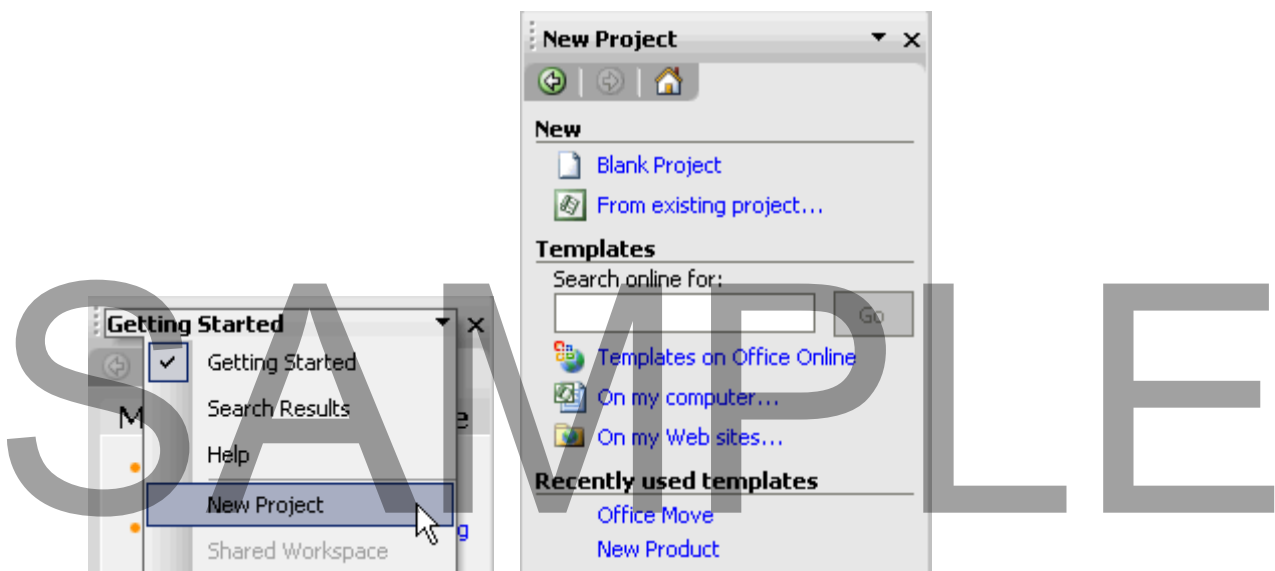 Getting Started
Getting Started
Search Results
Help
New Project
Shared Workspace
New Project
New
Blank Project
From existing project...
Templates
Search online for:
Go
Templates on Office Online
On my computer...
On my Web sites...
Recently used templates
Office Move
New Product
SAMPLE